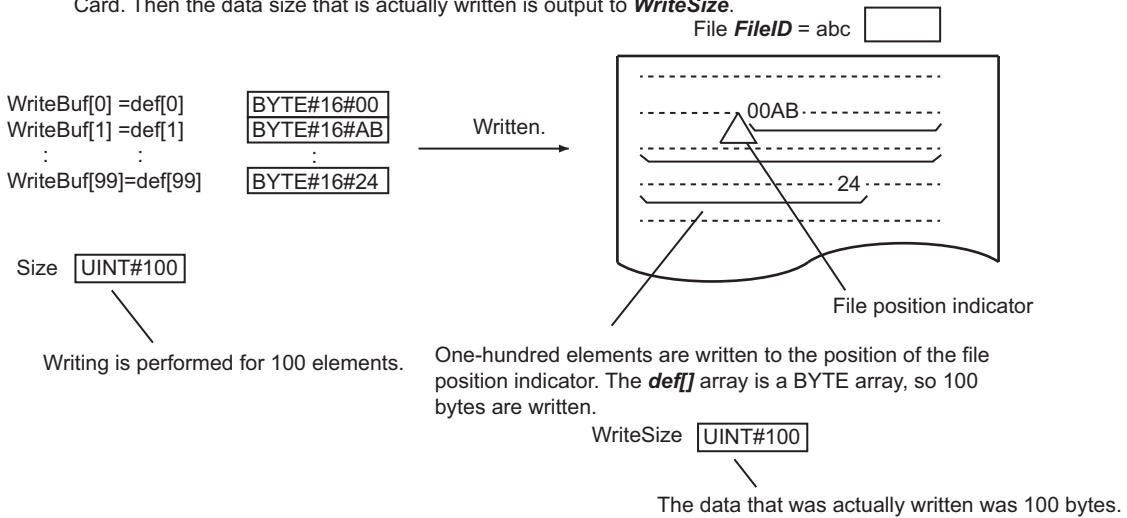 Card. Then the data size that is actually written is output to WriteSize.
File FileID = abc
WriteBuf[0] =def[0] BYTE#16#00
WriteBuf[1] =def[1] BYTE#16#AB
: : :
WriteBuf[99]=def[99] BYTE#16#24
Written.
00AB
24
Size UINT#100
File position indicator
Writing is performed for 100 elements.
One-hundred elements are written to the position of the file
position indicator. The def[] array is a BYTE array, so 100
bytes are written.
WriteSize UINT#100
The data that was actually written was 100 bytes.